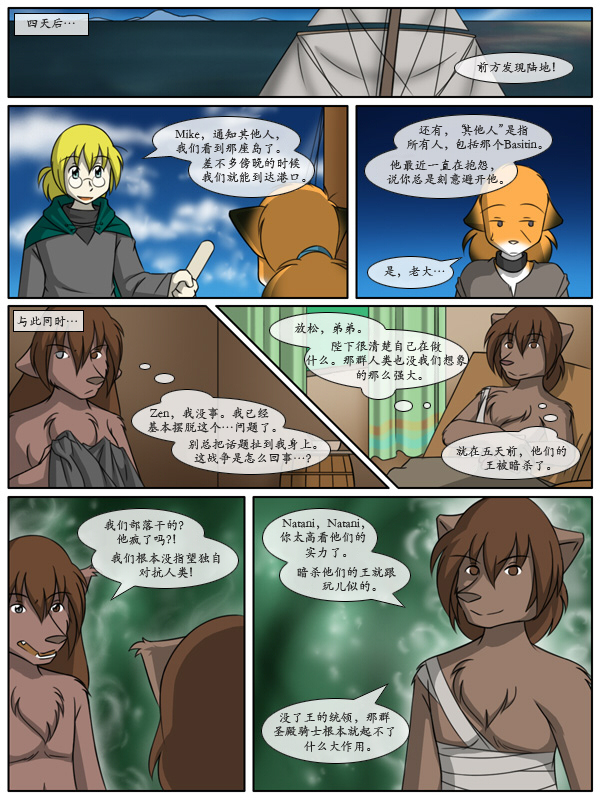 四天后…
前方发现陆地！
Mike，通知其他人，
我们看到那座岛了。
差不多傍晚的时候
我们就能到达港口。
还有，“其他人”是指
所有人，包括那个Basitin。
他最近一直在抱怨，
说你总是刻意避开他。
是，老大…
与此同时…
Zen，我没事。我已经
基本摆脱这个…问题了。
别总把话题扯到我身上。
这战争是怎么回事…？
放松，弟弟。
陛下很清楚自己在做
什么。那群人类也没我们想象
的那么强大。
就在五天前，他们的
王被暗杀了。
我们部落干的？
他疯了吗？！
我们根本没指望独自
对抗人类！
Natani，Natani，
你太高看他们的
实力了。
暗杀他们的王就跟
玩儿似的。
没了王的统领，那群
圣殿骑士根本就起不了
什么大作用。